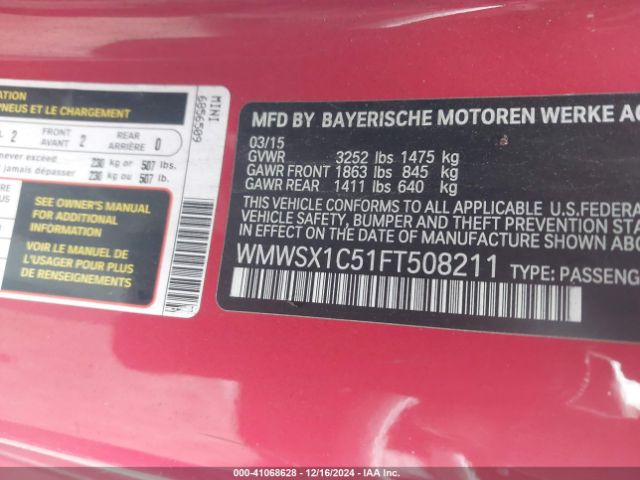 ATION
PNEUS ET LE CHARGEMENT
2 FRONT AVANT 2 REAR ARRIÈRE 0
never exceed 230 kg or 507 lbs.
230 kg ou 507 lb.
SEE OWNER'S MANUAL
FOR ADDITIONAL
INFORMATION
VOIR LE MANUEL DE
L'USAGER POUR PLUS
DE RENSEIGNEMENTS
MINI
6859609
MFD BY BAYERISCHE MOTOREN WERKE AG
03/15
GVWR 3252 lbs 1475 kg
GAWR FRONT 1863 lbs 845 kg
GAWR REAR 1411 lbs 640 kg
THIS VEHICLE CONFORMS TO ALL APPLICABLE U.S.FEDERA
VEHICLE SAFETY, BUMPER AND THEFT PREVENTION STA
IN EFFECT ON THE DATE OF MANUFACTURE SHOWN AB
WMWSX1C51FT508211 TYPE: PASSENG
© - 41068628 - 12/16/2024 - IAA Inc.